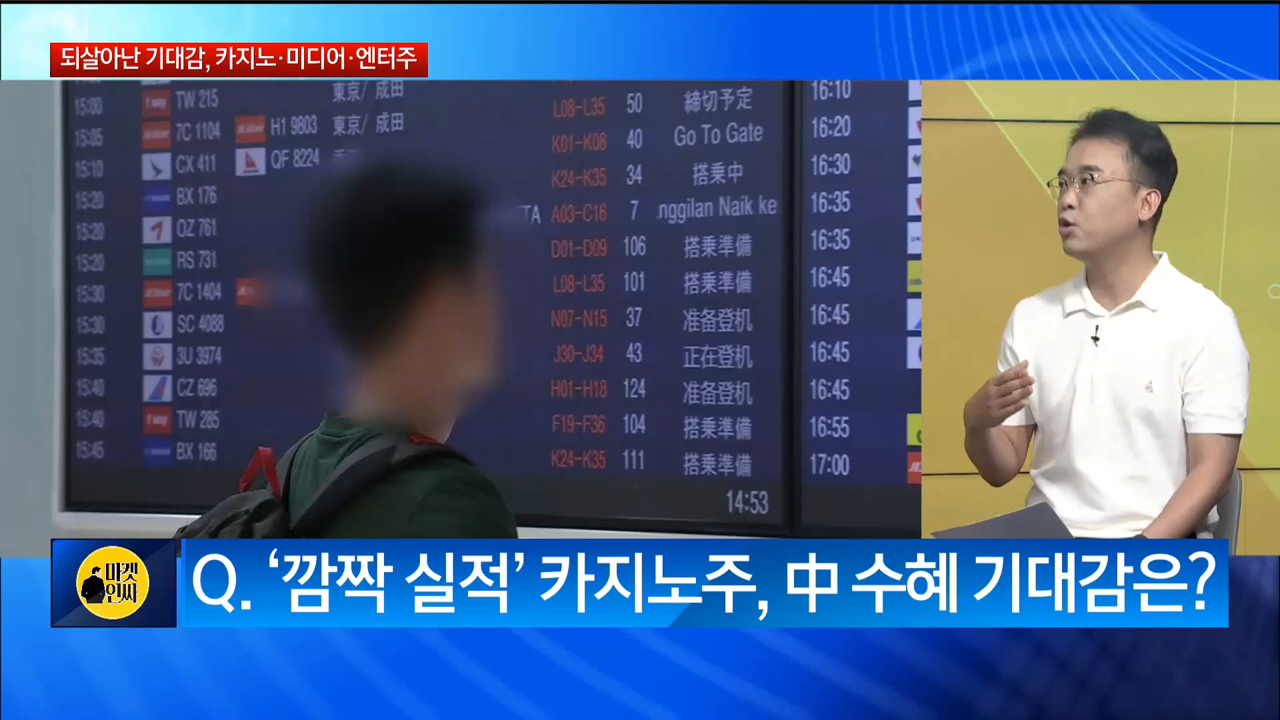 되살아난 기대감, 카지노·미디어·엔터주
15:00 TW 215 東京/ 成田 L08-L35 50 締切予定
15:05 7C 1104 H1 9803 東京/ 成田 K01-K08 40 Go To Gate
15:10 CX 411 QF 8224 K24-K35 34 搭乗中
15:20 BX 176 TA A03-C16 7 nggilan Naik ke
15:20 OZ 761 D01-D09 106 搭乗準備
15:20 RS 731 L08-L35 101 搭乗準備
15:30 7C 1404 N07-N15 37 准备登机
15:30 SC 4088 J30-J34 43 正在登机
15:35 3U 3974 H01-H18 124 准备登机
15:40 CZ 696 F19-F36 104 搭乗準備
15:40 TW 285 K24-K35 111 搭乗準備
15:45 BX 166
14:53
16:10
16:20
16:30
16:35
16:35
16:45
16:45
16:45
16:45
16:55
17:00
마켓
인싸
Q. ‘깜짝 실적’ 카지노주, 中 수혜 기대감은?